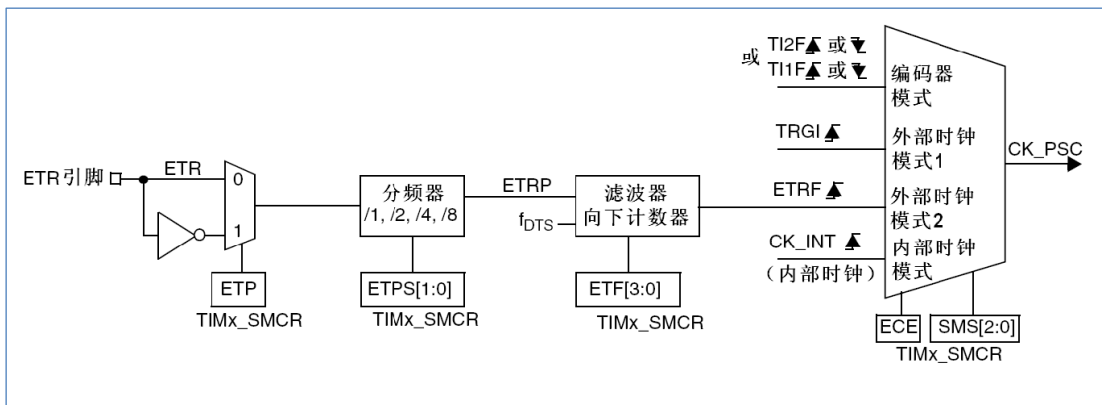 或 TI2F 或
TI1F 或
编码器
模式
TRGI
外部时钟
模式1
CK_PSC
ETR引脚
ETR
0
1
ETP
TIMx_SMCR
分频器
/1, /2, /4, /8
ETPS[1:0]
TIMx_SMCR
ETRP
fDTS
滤波器
向下计数器
ETF[3:0]
TIMx_SMCR
ETRF
外部时钟
模式2
CK_INT
(内部时钟)
内部时钟
模式
ECE
SMS[2:0]
TIMx_SMCR